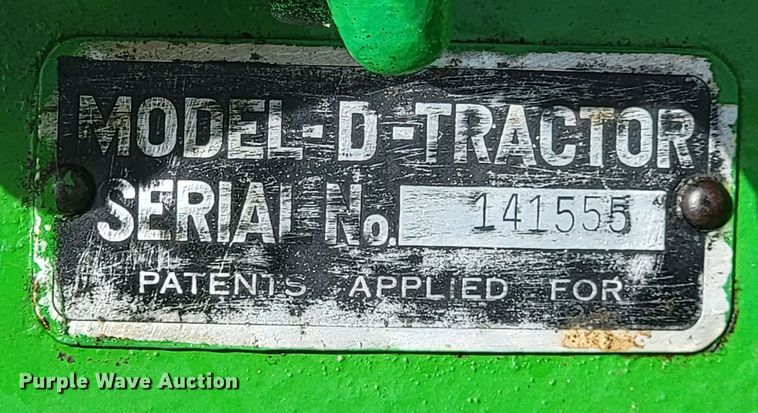 MODEL-D-TRACTOR
SERIAL No. 141555
PATENTS APPLIED FOR
Purple Wave Auction